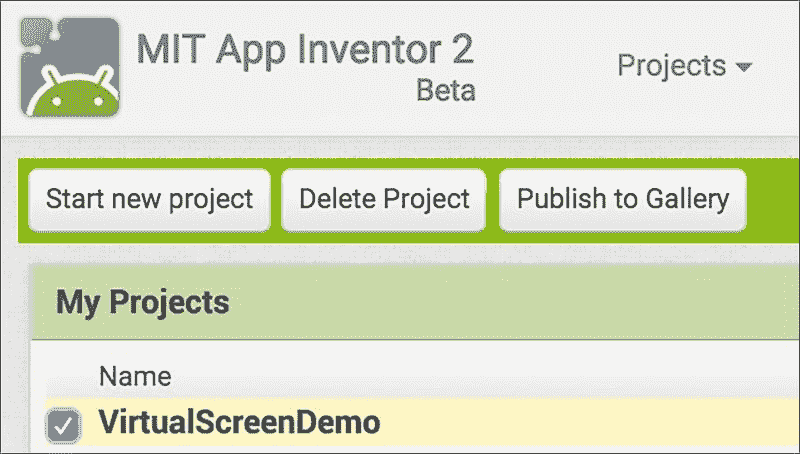 MIT App Inventor 2
Beta
Projects
Start new project Delete Project Publish to Gallery
My Projects
Name
VirtualScreenDemo